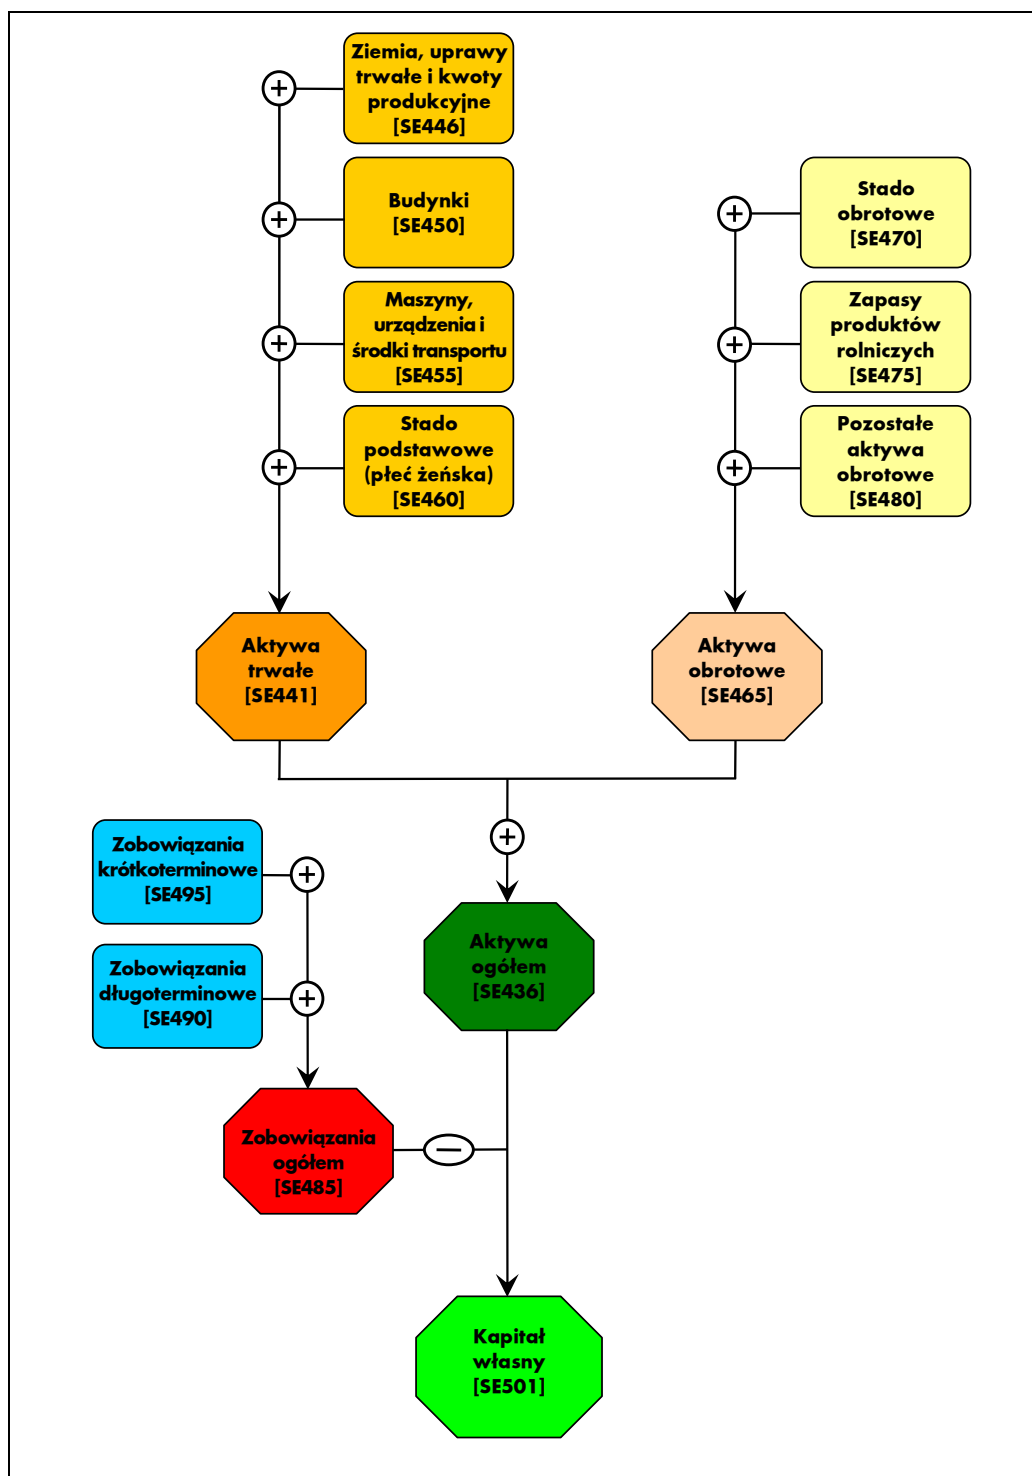 Ziemia, uprawy
trwałe i kwoty
produkcyjne
[SE446]
Budynki
[SE450]
Maszyny,
urządzenia i
środki transportu
[SE455]
Stado
podstawowe
(płeć żeńska)
[SE460]
Stado
obrotowe
[SE470]
Zapasy
produktów
rolniczych
[SE475]
Pozostałe
aktywa
obrotowe
[SE480]
Aktywa
trwałe
[SE441]
Aktywa
obrotowe
[SE465]
Zobowiązania
krótkoterminowe
[SE495]
Zobowiązania
długoterminowe
[SE490]
Aktywa
ogółem
[SE436]
Zobowiązania
ogółem
[SE485]
Kapitał
własny
[SE501]